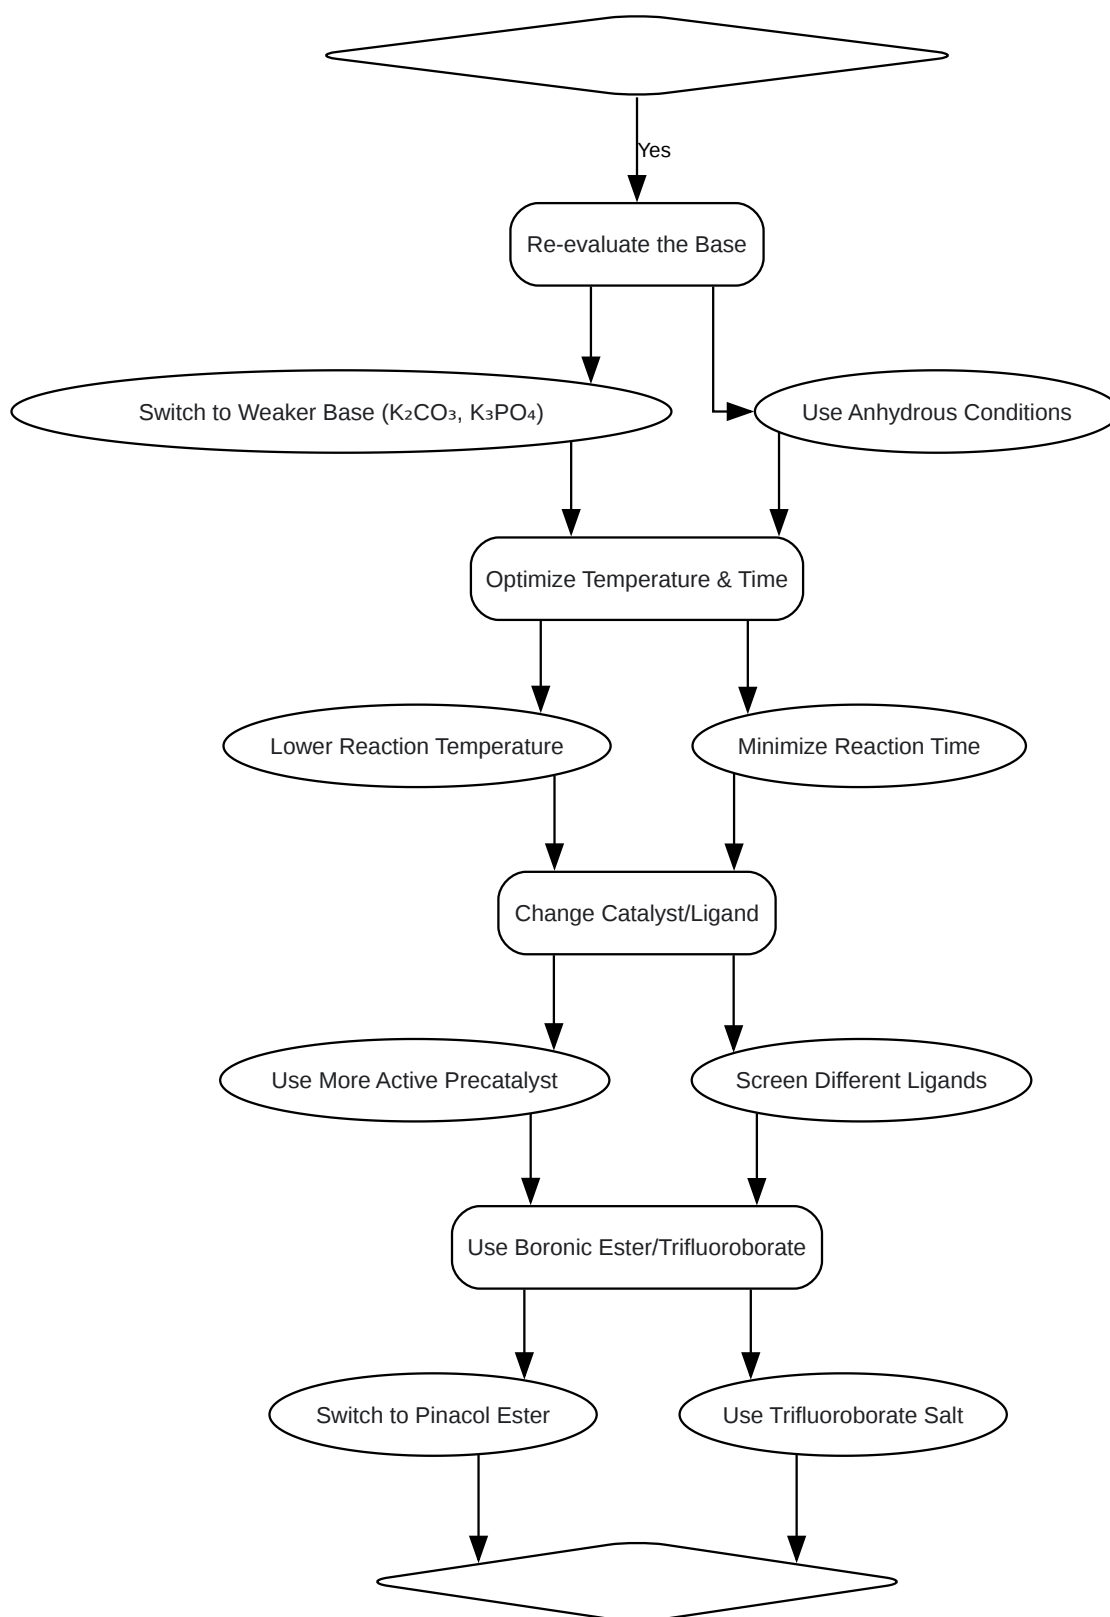 Yes
Re-evaluate the Base
Switch to Weaker Base (K₂CO₃, K₃PO₄)
Use Anhydrous Conditions
Optimize Temperature & Time
Lower Reaction Temperature
Minimize Reaction Time
Change Catalyst/Ligand
Use More Active Precatalyst
Screen Different Ligands
Use Boronic Ester/Trifluoroborate
Switch to Pinacol Ester
Use Trifluoroborate Salt